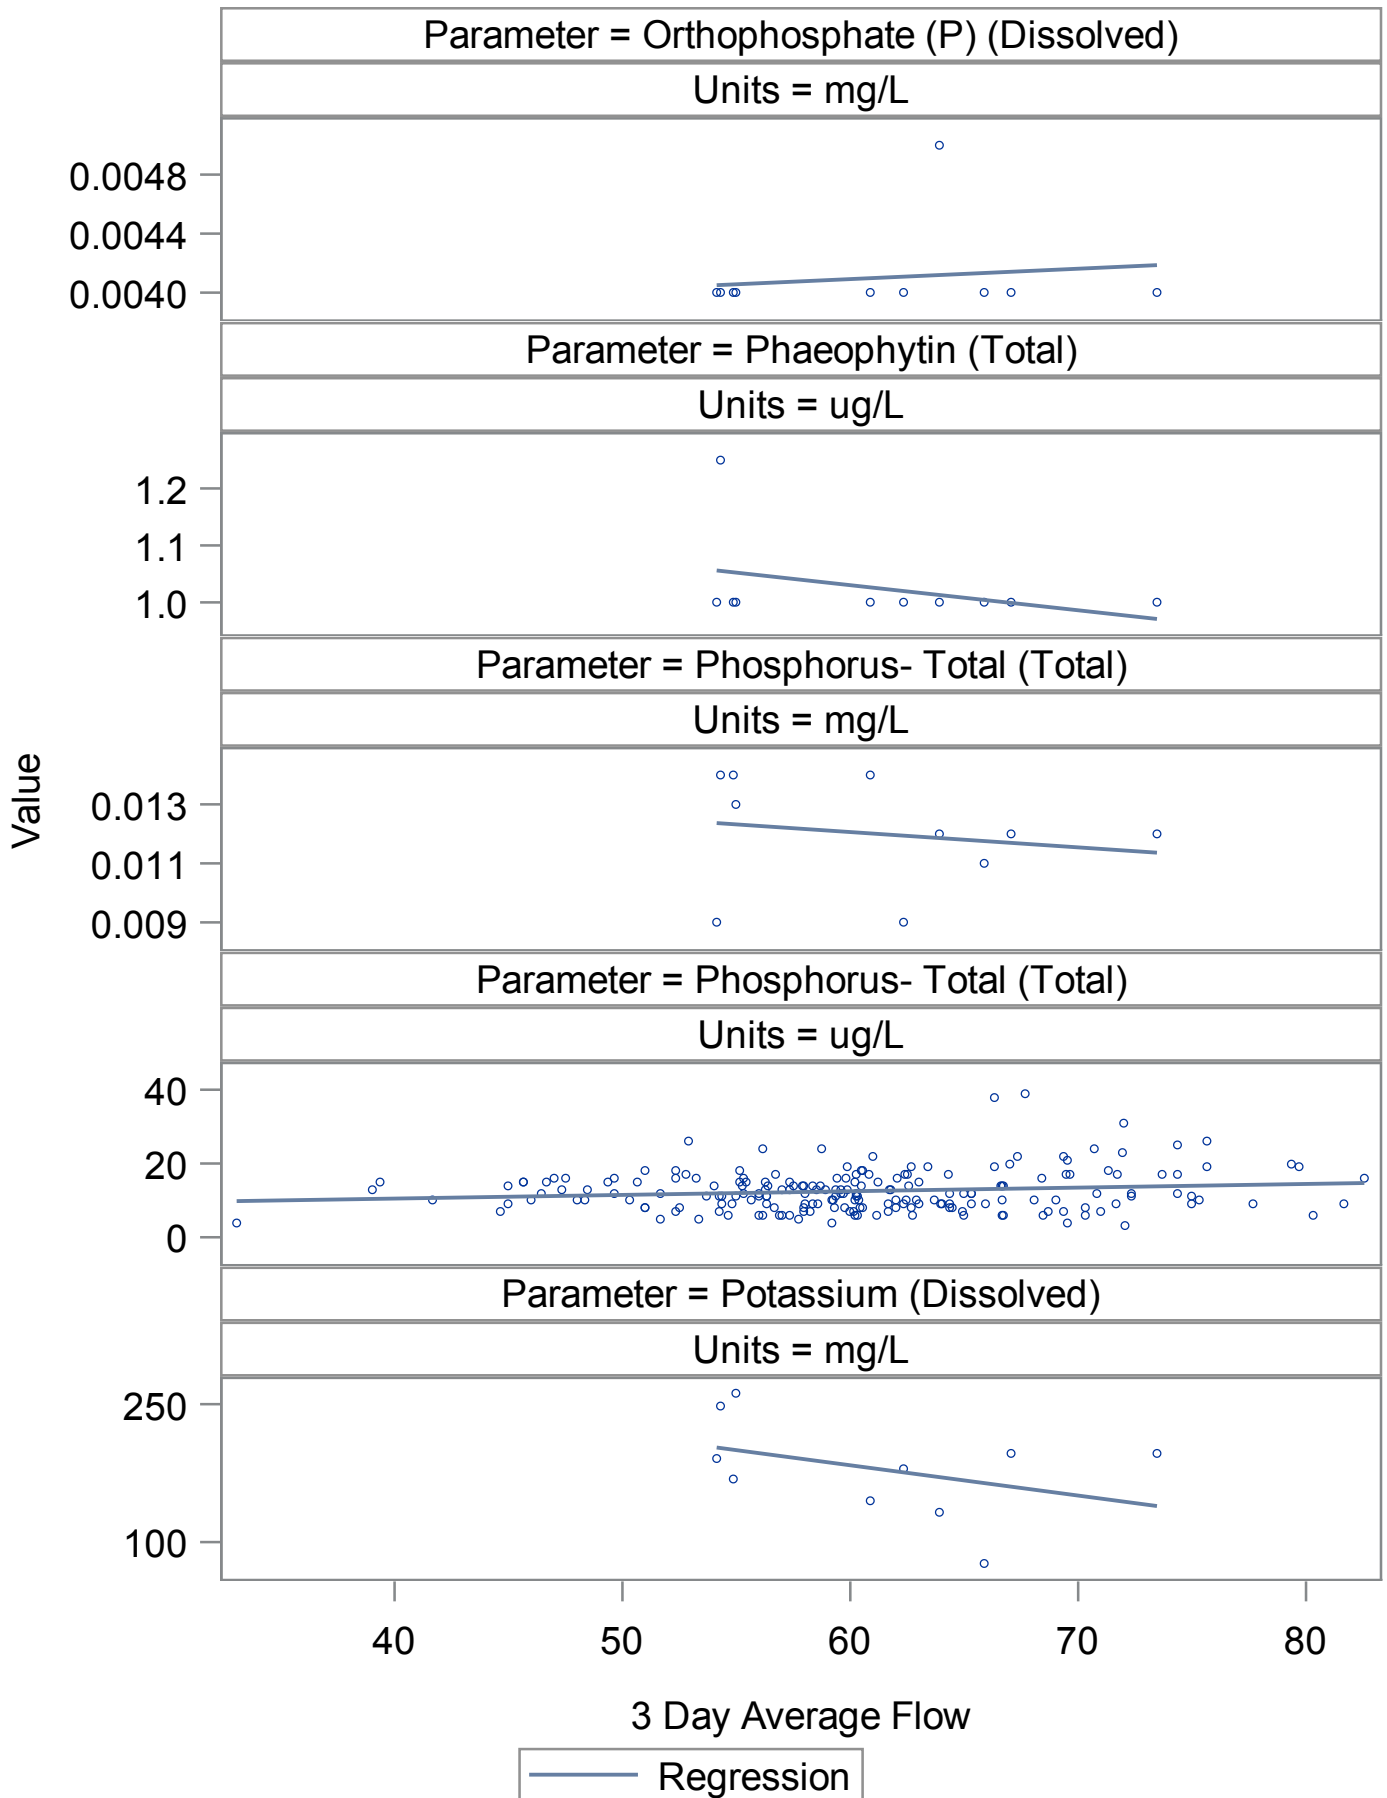 Parameter = Orthophosphate (P) (Dissolved)
Units = mg/L
0.0048
0.0044
0.0040
Parameter = Phaeophytin (Total)
Units = ug/L
1.2
1.1
1.0
Parameter = Phosphorus- Total (Total)
Units = mg/L
Value
0.013
0.011
0.009
Parameter = Phosphorus- Total (Total)
Units = ug/L
40
20
0
Parameter = Potassium (Dissolved)
Units = mg/L
250
100
40 50 60 70 80
3 Day Average Flow
Regression